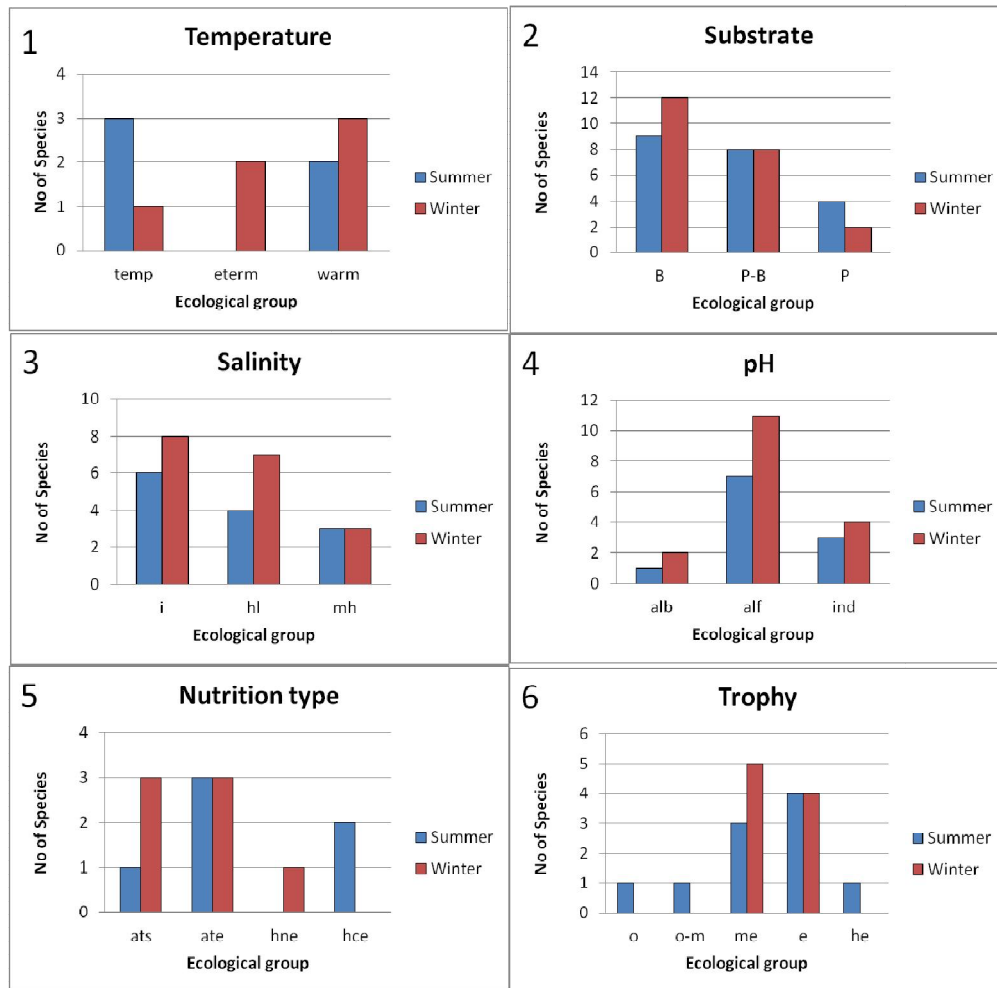 1
Temperature
4
3
2
1
0
No of Species
temp eterm warm
Ecological group
Summer
Winter
2
Substrate
14
12
10
8
6
4
2
0
No of Species
B P-B P
Ecological group
Summer
Winter
3
Salinity
10
8
6
4
2
0
No of Species
i hl mh
Ecological group
Summer
Winter
4
pH
12
10
8
6
4
2
0
No of Species
alb alf ind
Ecological group
Summer
Winter
5
Nutrition type
4
3
2
1
0
No of Species
ats ate hne hce
Ecological group
Summer
Winter
6
Trophy
6
5
4
3
2
1
0
No of Species
o o-m me e he
Ecological group
Summer
Winter